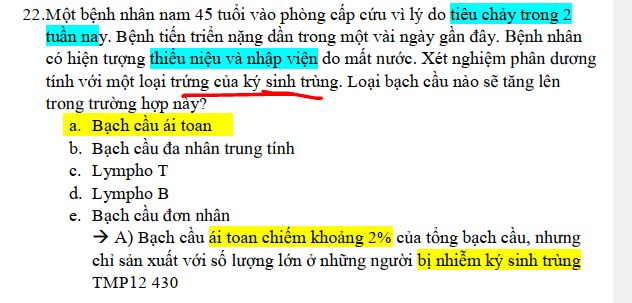 22.Một bệnh nhân nam 45 tuổi vào phòng cấp cứu vì lý do tiêu chảy trong 2
tuần nay. Bệnh tiến triển nặng dần trong một vài ngày gần đây. Bệnh nhân
có hiện tượng thiểu niệu và nhập viện do mất nước. Xét nghiệm phân dương
tính với một loại trứng của ký sinh trùng. Loại bạch cầu nào sẽ tăng lên
trong trường hợp này?
a. Bạch cầu ái toan
b. Bạch cầu đa nhân trung tính
c. Lympho T
d. Lympho B
e. Bạch cầu đơn nhân
→ A) Bạch cầu ái toan chiếm khoảng 2% của tổng bạch cầu, nhưng
chỉ sản xuất với số lượng lớn ở những người bị nhiễm ký sinh trùng
TMP12 430